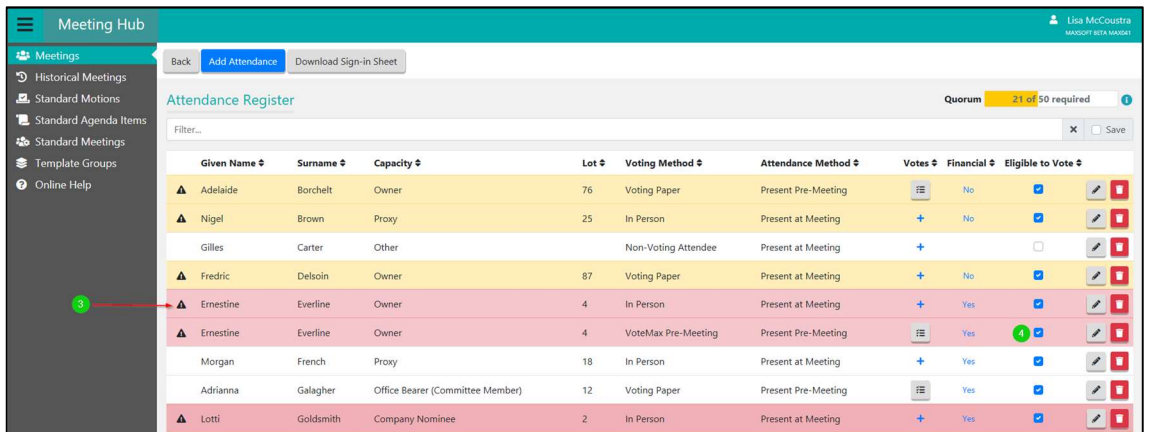 Meeting Hub
Lisa McCoustra
MAXSOFT BETA MAXD41
Meetings
Historical Meetings
Standard Motions
Standard Agenda Items
Standard Meetings
Template Groups
Online Help
Back Add Attendance Download Sign-in Sheet
Attendance Register
Quorum 21 of 50 required
Filter...
Save
Given Name Surname Capacity Lot Voting Method Attendance Method Votes Financial Eligible to Vote
Adelaide Borchelt Owner 76 Voting Paper Present Pre-Meeting No
Nigel Brown Proxy 25 In Person Present at Meeting + No
Gilles Carter Other Non-Voting Attendee Present at Meeting +
Fredric Delsoin Owner 87 Voting Paper Present at Meeting + No
3 Ernestine Everline Owner 4 In Person Present at Meeting + Yes
Ernestine Everline Owner 4 VoteMax Pre-Meeting Present Pre-Meeting Yes 4
Morgan French Proxy 18 In Person Present at Meeting + Yes
Adrianna Galagher Office Bearer (Committee Member) 12 Voting Paper Present Pre-Meeting Yes
Lotti Goldsmith Company Nominee 2 In Person Present at Meeting + Yes